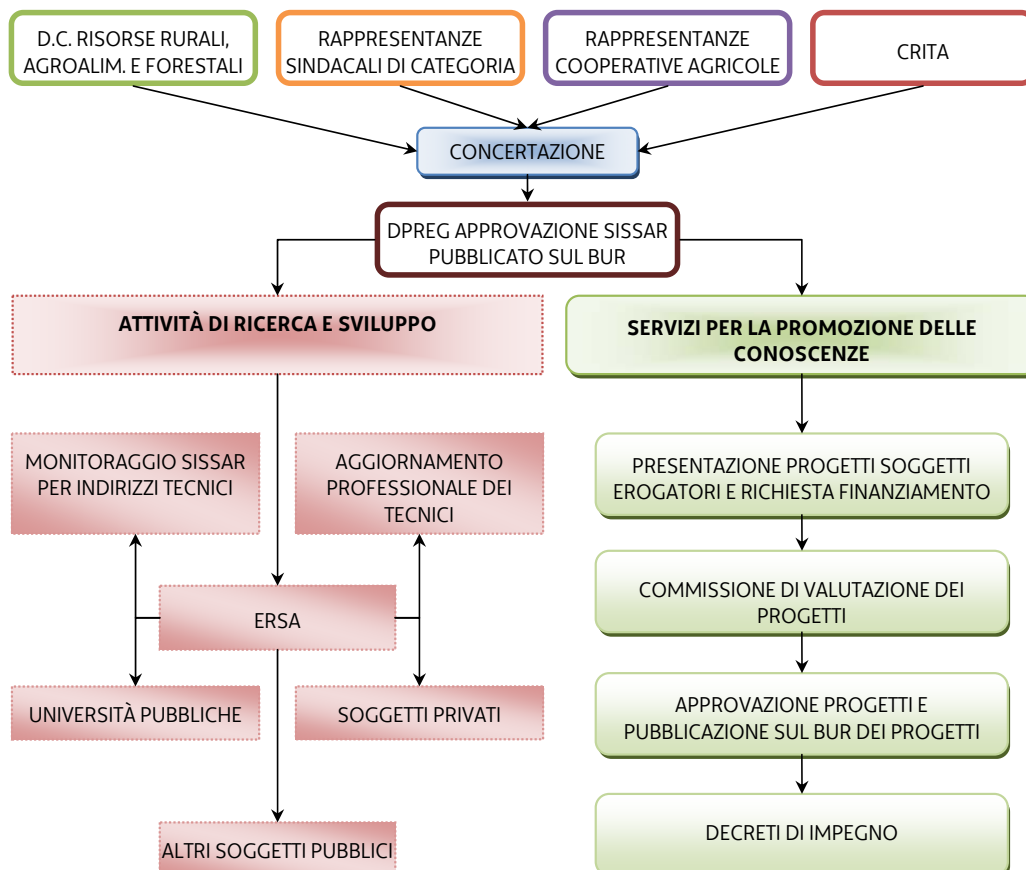 D.C. RISORSE RURALI,
AGROALIM. E FORESTALI
RAPPRESENTANZE
SINDACALI DI CATEGORIA
RAPPRESENTANZE
COOPERATIVE AGRICOLE
CRITA
CONCERTAZIONE
DPREG APPROVAZIONE SISSAR
PUBBLICATO SUL BUR
ATTIVITÀ DI RICERCA E SVILUPPO
SERVIZI PER LA PROMOZIONE DELLE
CONOSCENZE
MONITORAGGIO SISSAR
PER INDIRIZZI TECNICI
AGGIORNAMENTO
PROFESSIONALE DEI
TECNICI
ERSA
UNIVERSITÀ PUBBLICHE
SOGGETTI PRIVATI
ALTRI SOGGETTI PUBBLICI
PRESENTAZIONE PROGETTI SOGGETTI
EROGATORI E RICHIESTA FINANZIAMENTO
COMMISSIONE DI VALUTAZIONE DEI
PROGETTI
APPROVAZIONE PROGETTI E
PUBBLICAZIONE SUL BUR DEI PROGETTI
DECRETI DI IMPEGNO